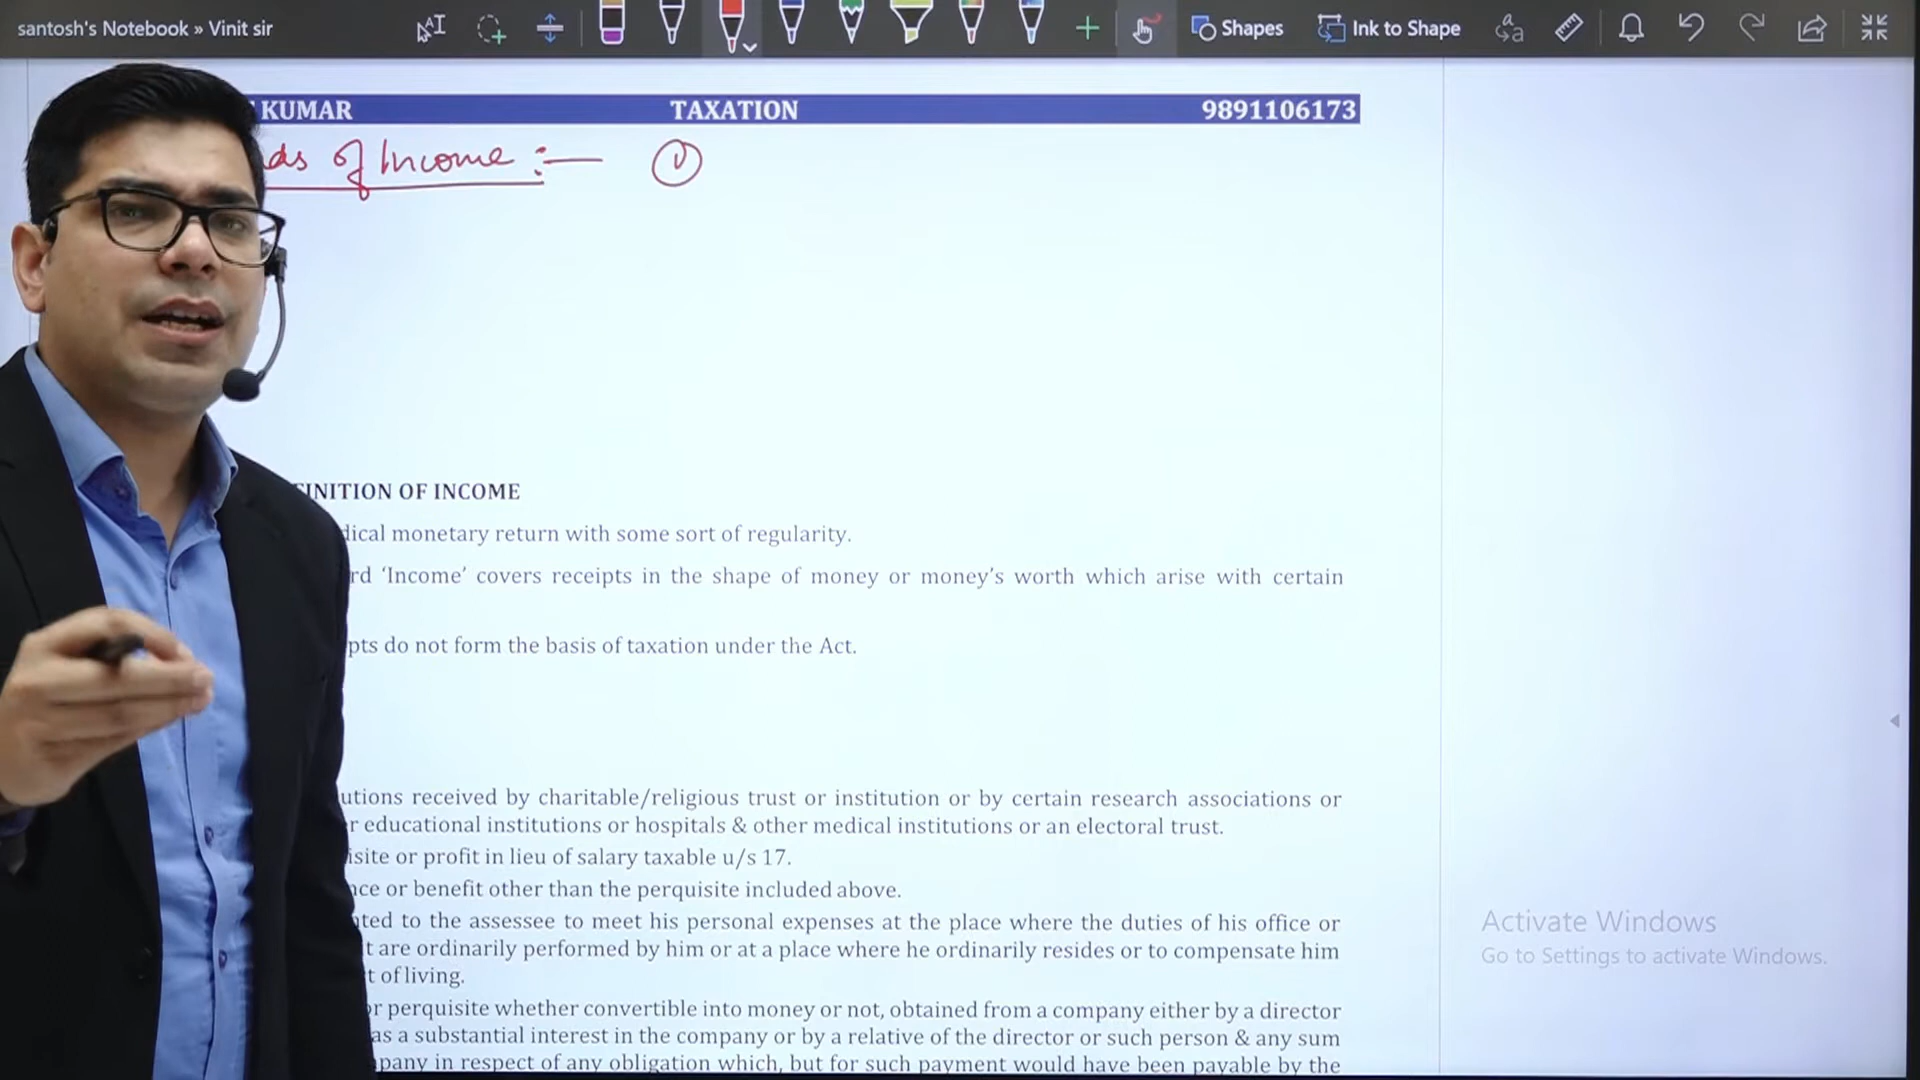 santosh's Notebook » Vinit sir
Shapes
Ink to Shape
KUMAR TAXATION 9891106173
of Income :—
OF INCOME
monetary return with some sort of regularity.
'Income' covers receipts in the shape of money or money's worth which arise with certain
do not form the basis of taxation under the Act.
received by charitable/religious trust or institution or by certain research associations or
educational institutions or hospitals & other medical institutions or an electoral trust.
or profit in lieu of salary taxable u/s 17.
or benefit other than the perquisite included above.
to the assessee to meet his personal expenses at the place where the duties of his office or
are ordinarily performed by him or at a place where he ordinarily resides or to compensate him
of living.
or perquisite whether convertible into money or not, obtained from a company either by a director
as a substantial interest in the company or by a relative of the director or such person & any sum
in respect of any obligation which, but for such payment would have been payable by the
Activate Windows
Go to Settings to activate Windows.